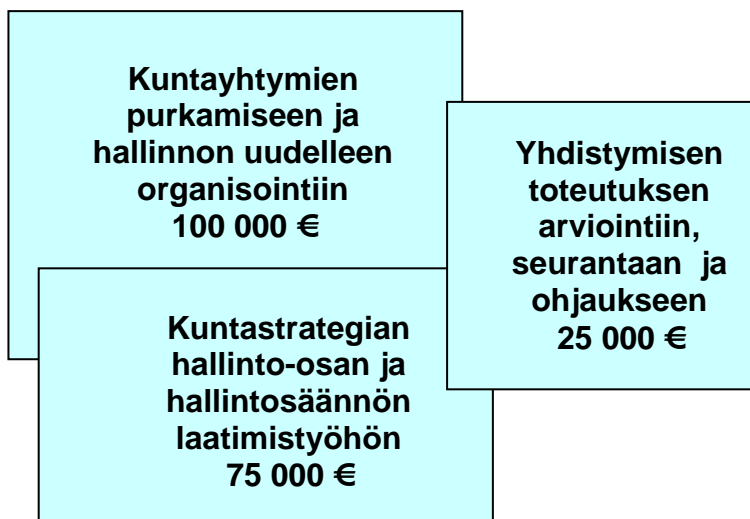 Kuntayhtymien
purkamiseen ja
hallinnon uudelleen
organisointiin
100 000 €
Yhdistymisen
toteutuksen
arviointiin,
seurantaan ja
ohjaukseen
25 000 €
Kuntastrategian
hallinto-osan ja
hallintosäännön
laatimistyöhön
75 000 €